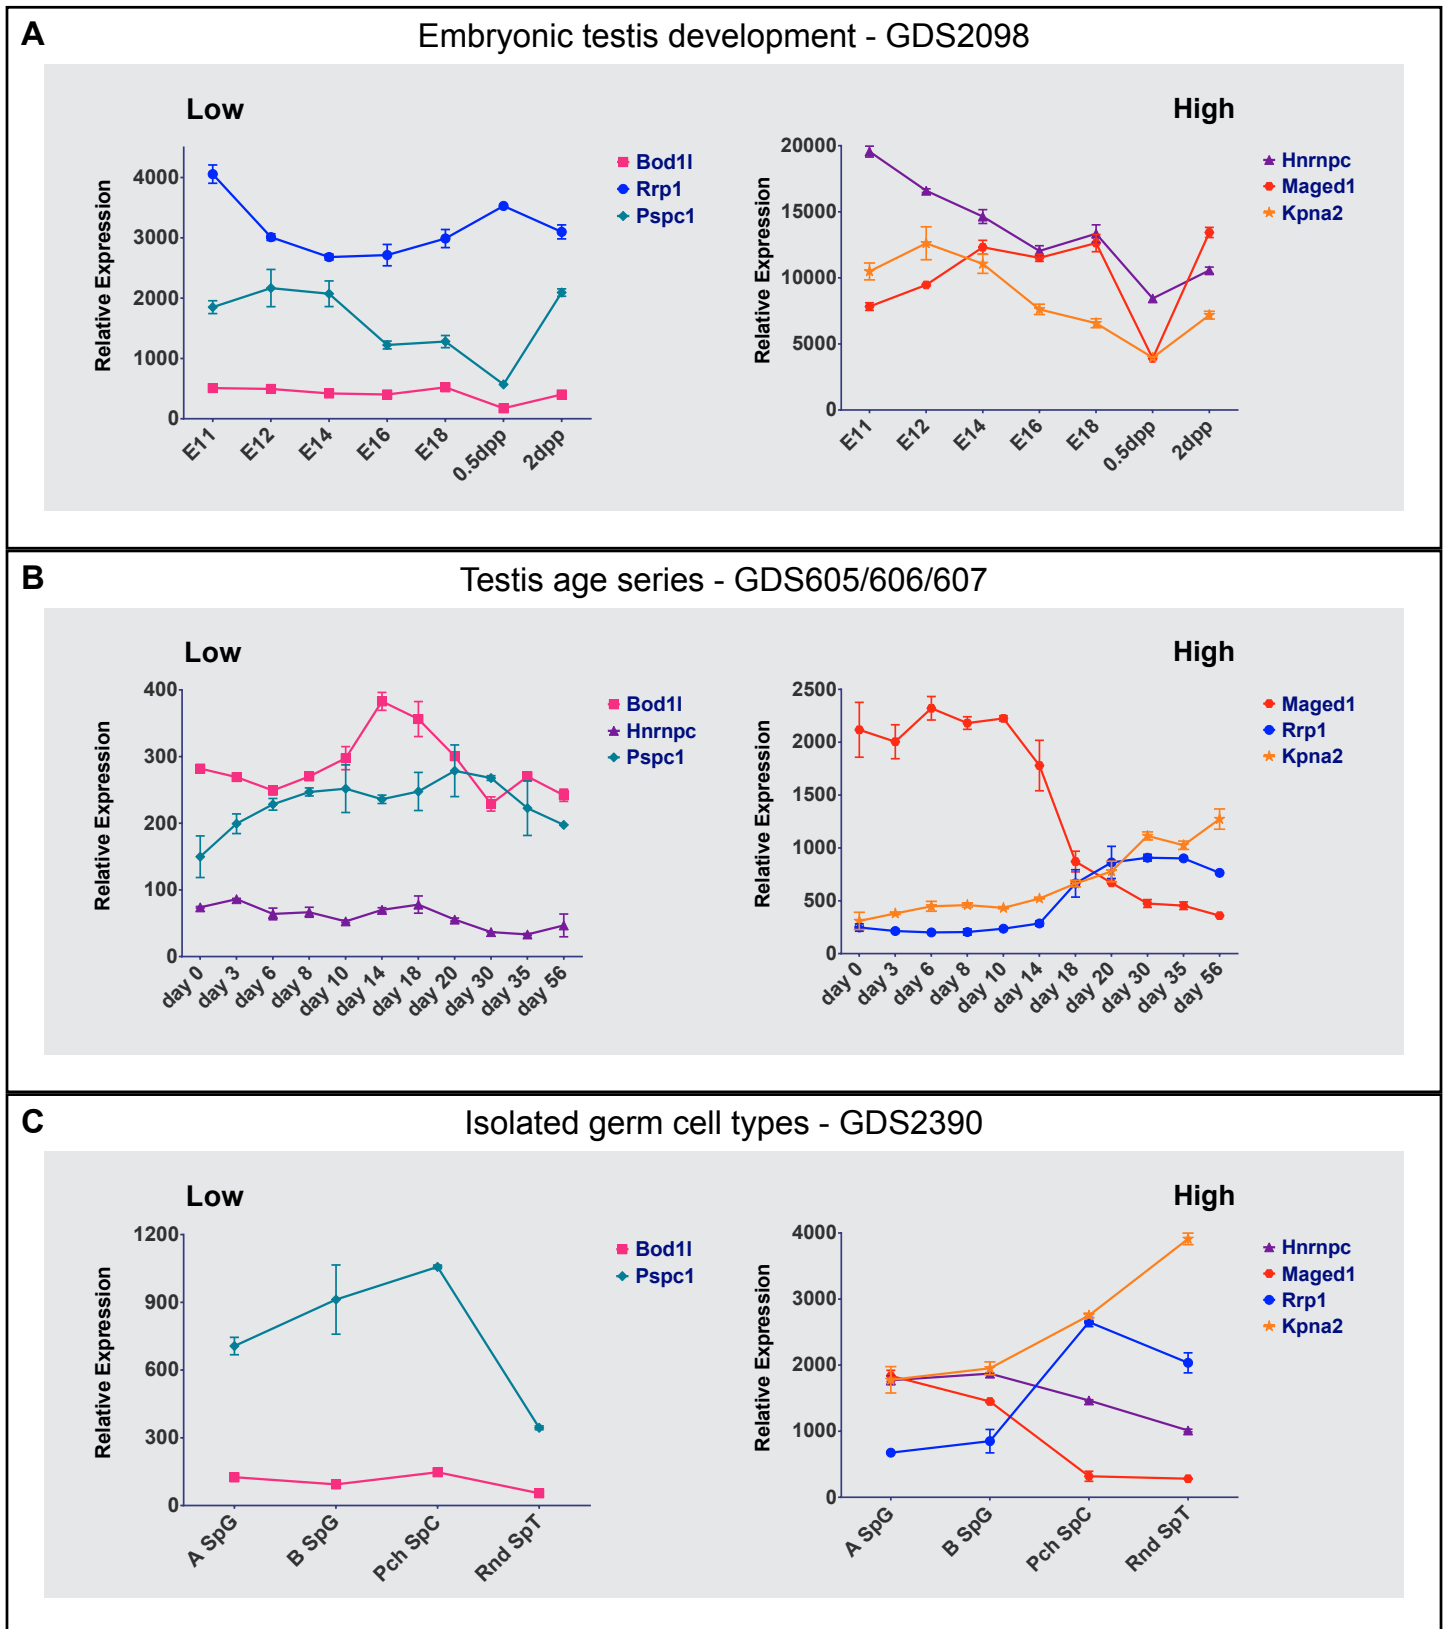 A
Embryonic testis development - GDS2098
Low
Relative Expression
4000
3000
2000
1000
0
E11
E12
E14
E16
E18
0.5dpp
2dpp
Bod1l
Rrp1
Pspc1
High
Relative Expression
20000
15000
10000
5000
0
E11
E12
E14
E16
E18
0.5dpp
2dpp
Hnrnpc
Maged1
Kpna2
B
Testis age series - GDS605/606/607
Low
Relative Expression
400
300
200
100
0
day 0
day 3
day 6
day 8
day 10
day 14
day 18
day 20
day 30
day 35
day 56
Bod1l
Hnrnpc
Pspc1
High
Relative Expression
2500
2000
1500
1000
500
0
day 0
day 3
day 6
day 8
day 10
day 14
day 18
day 20
day 30
day 35
day 56
Maged1
Rrp1
Kpna2
C
Isolated germ cell types - GDS2390
Low
Relative Expression
1200
900
600
300
0
A SpG
B SpG
Pch SpC
Rnd SpT
Bod1l
Pspc1
High
Relative Expression
4000
3000
2000
1000
0
A SpG
B SpG
Pch SpC
Rnd SpT
Hnrnpc
Maged1
Rrp1
Kpna2